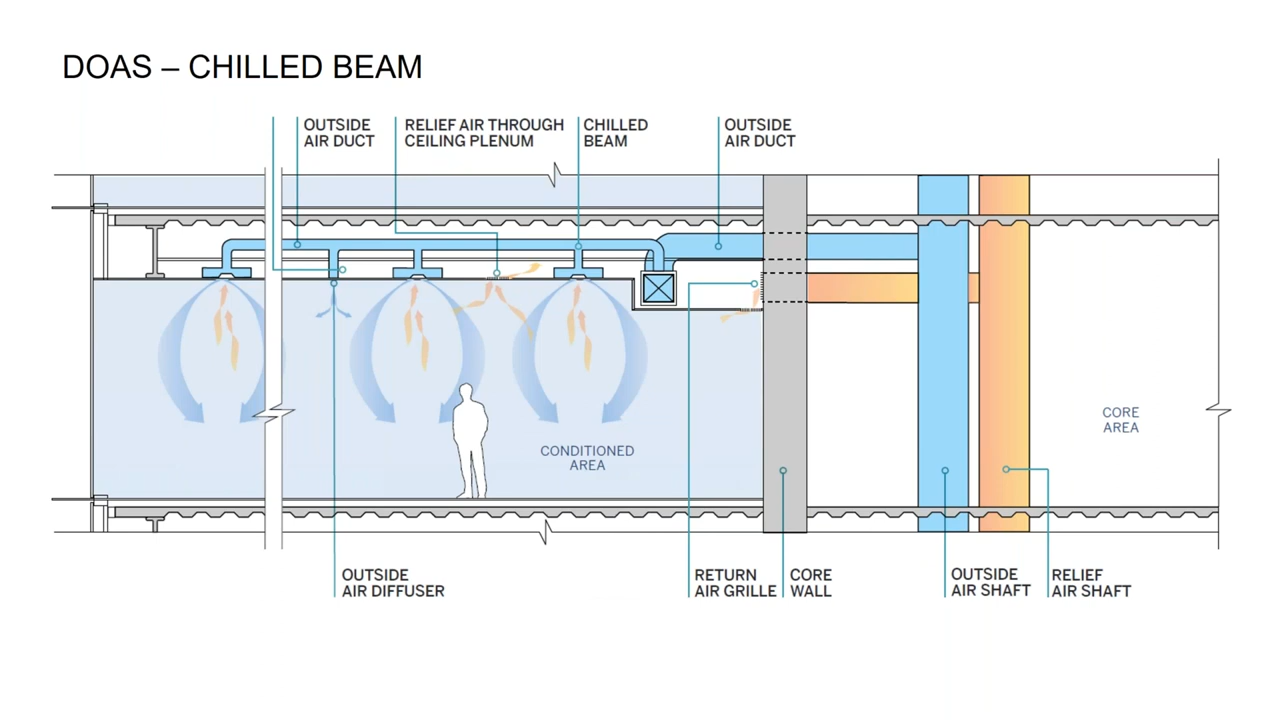 DOAS – CHILLED BEAM
OUTSIDE
AIR DUCT
RELIEF AIR THROUGH
CEILING PLENUM
CHILLED
BEAM
OUTSIDE
AIR DUCT
CONDITIONED
AREA
CORE
AREA
OUTSIDE
AIR DIFFUSER
RETURN
AIR GRILLE
CORE
WALL
OUTSIDE
AIR SHAFT
RELIEF
AIR SHAFT